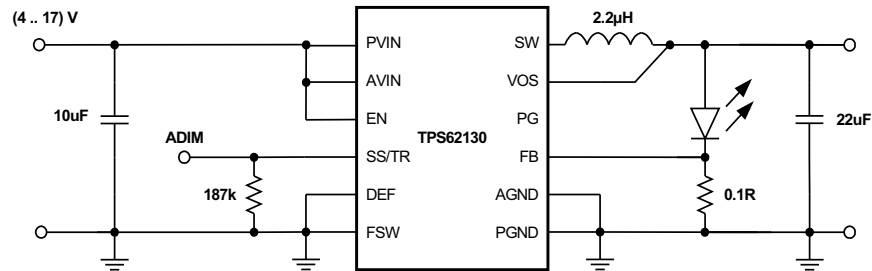 (4 .. 17) V
2.2µH
PVIN
SW
AVIN
VOS
10uF
EN
PG
22uF
TPS62130
ADIM
SS/TR
FB
187k
DEF
AGND
0.1R
FSW
PGND